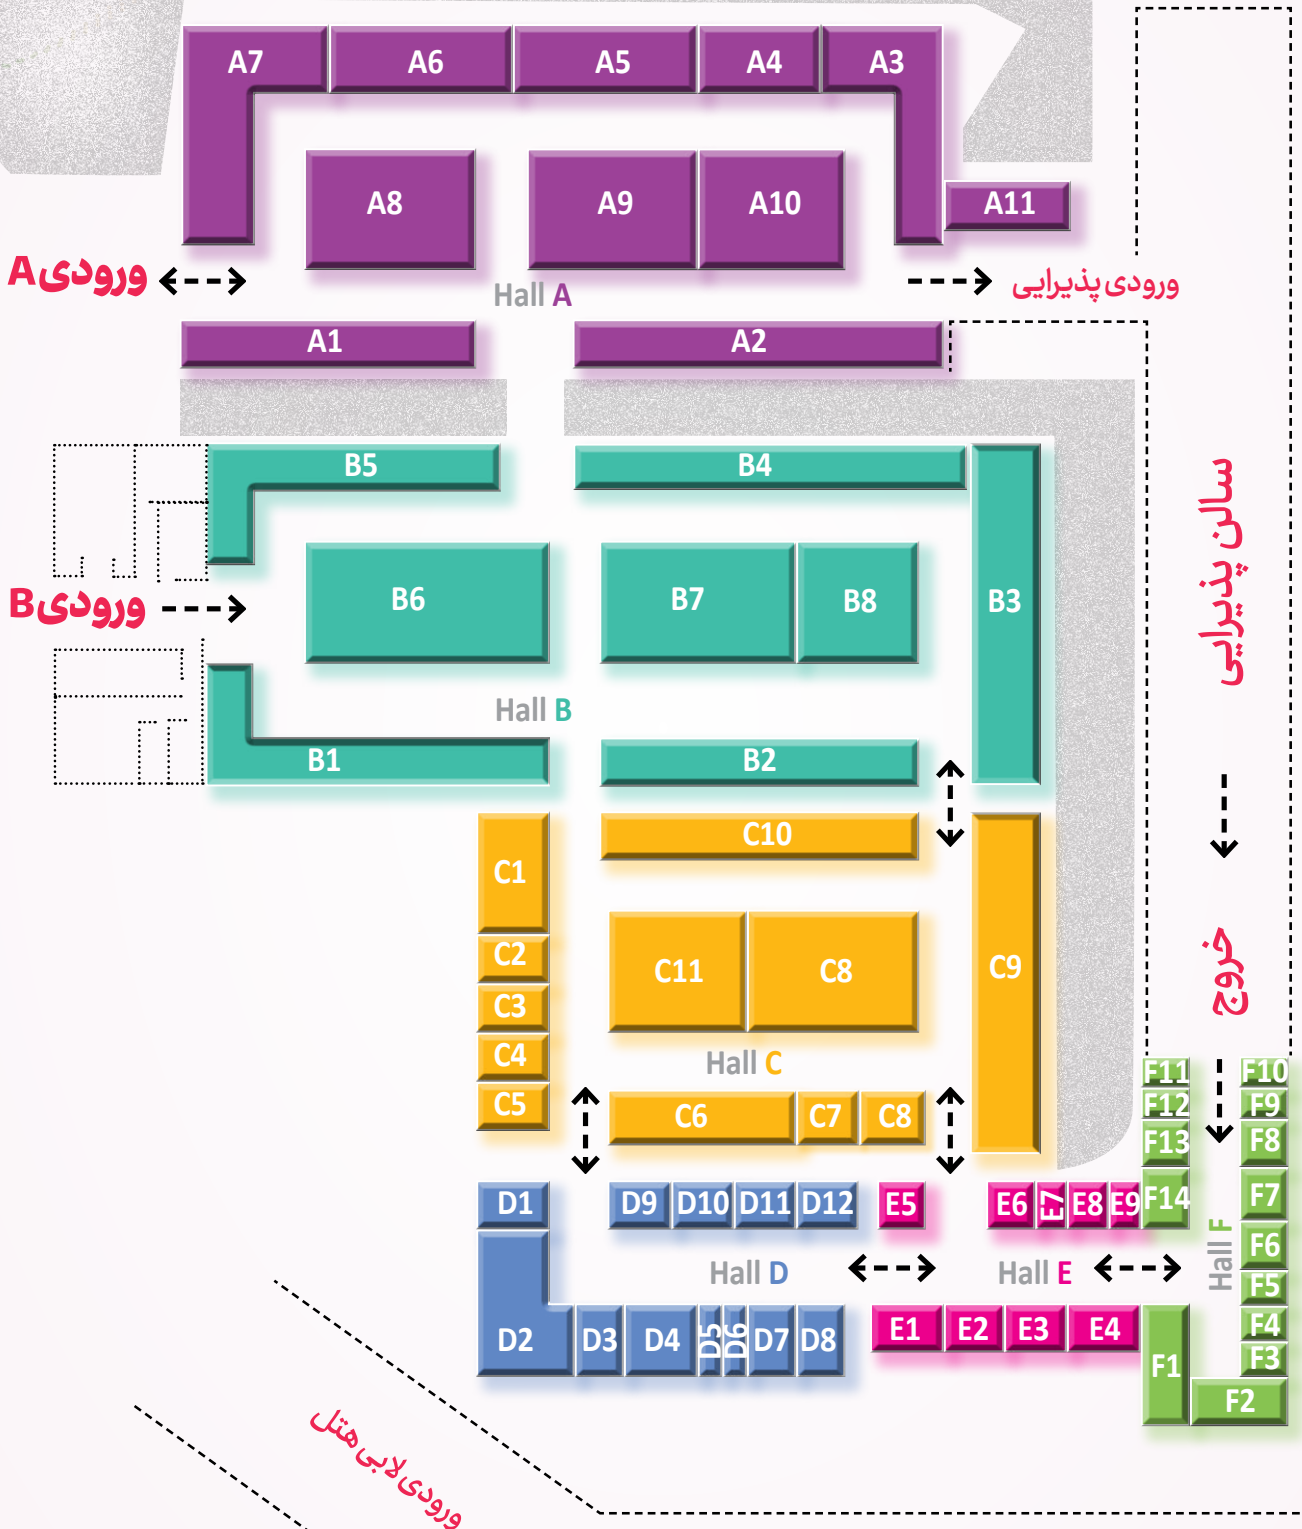 A7
A6
A5
A4
A3
A8
A9
A10
A11
ورودی A
Hall A
ورودی پذیرایی
A1
A2
B5
B4
B6
B7
B8
B3
ورودی B
Hall B
B1
B2
سالن پذیرایی
C10
C1
C2
C3
C4
C5
C11
C8
C9
خروج
Hall C
C6
C7
C8
F11
F12
F13
F14
F10
F9
F8
F7
F6
F5
F4
F3
Hall F
D1
D9
D10
D11
D12
E5
E6
E7
E8
E9
Hall D
Hall E
D2
D3
D4
D5
D6
D7
D8
E1
E2
E3
E4
F1
F2
ورودی لابی هتل